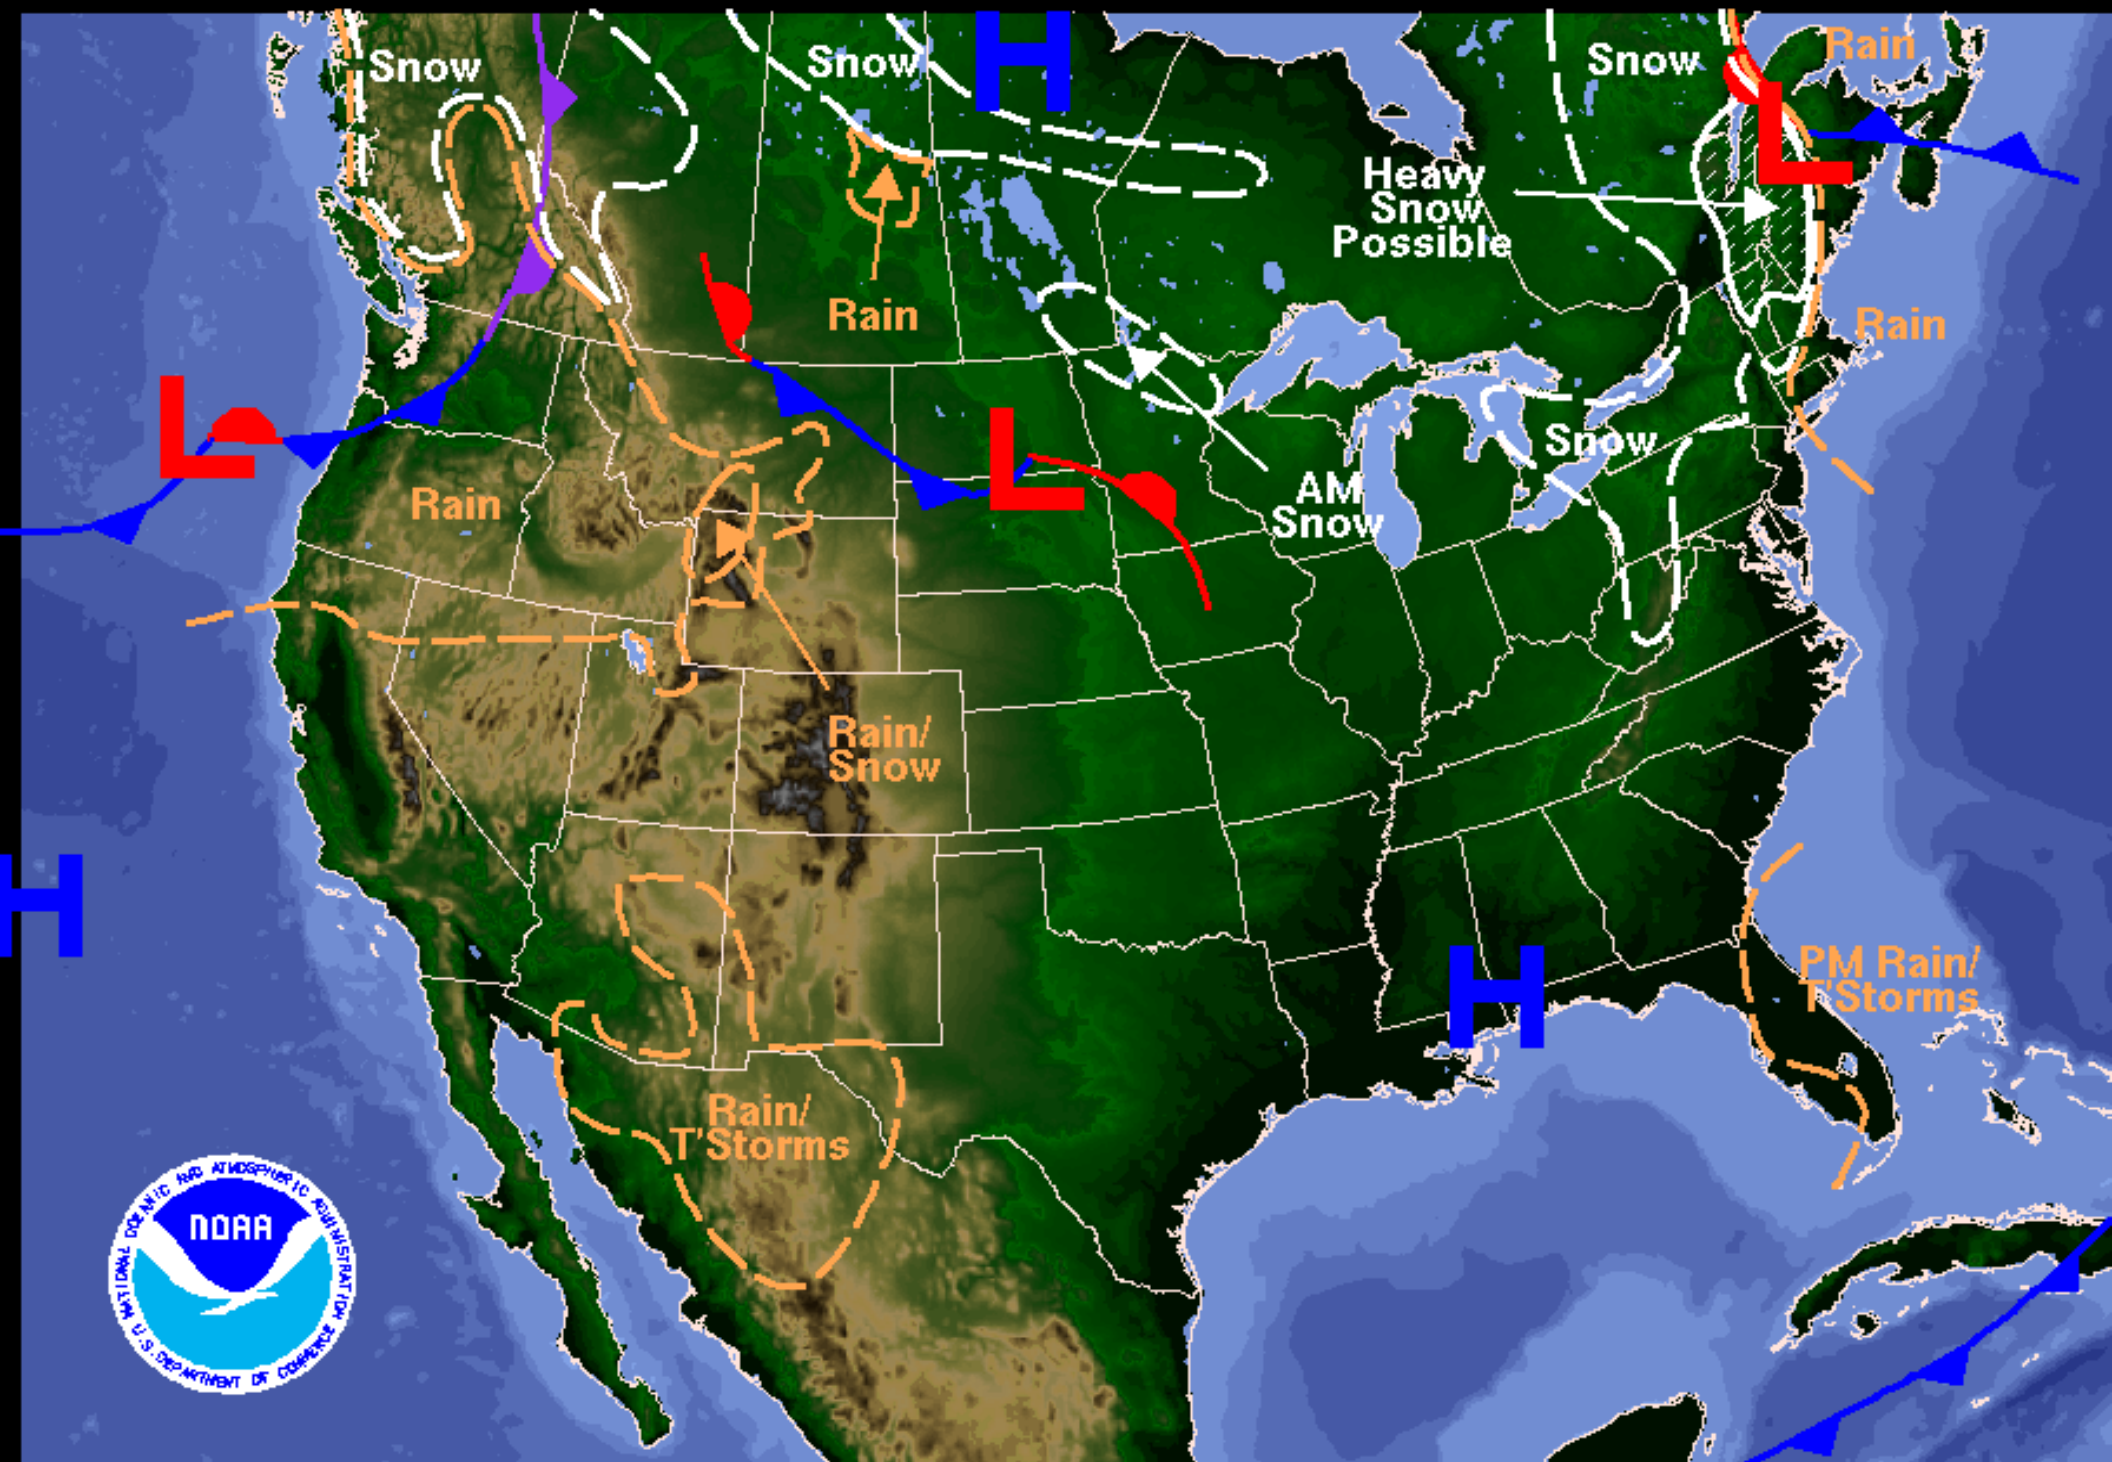 Snow
Snow
H
Snow
Rain
L
Heavy
Snow
Possible
Rain
Rain
L
L
Rain
Snow
AM
Snow
Rain/
Snow
H
PM Rain/
T'Storms
H
Rain/
T'Storms
NATIONAL OCEANIC AND ATMOSPHERIC ADMINISTRATION
NOAA
U.S. DEPARTMENT OF COMMERCE